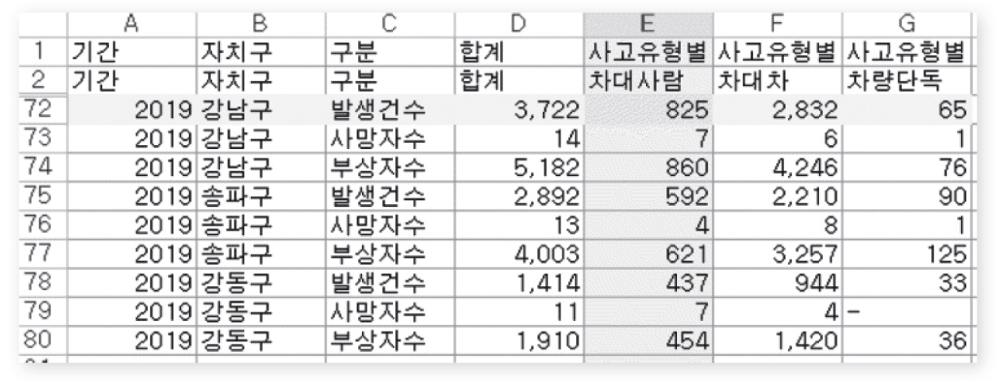 A B C D E F G
1 기간 자치구 구분 합계 사고유형별 사고유형별 사고유형별
2 기간 자치구 구분 합계 차대사람 차대차 차량단독
72 2019 강남구 발생건수 3,722 825 2,832 65
73 2019 강남구 사망자수 14 7 6 1
74 2019 강남구 부상자수 5,182 860 4,246 76
75 2019 송파구 발생건수 2,892 592 2,210 90
76 2019 송파구 사망자수 13 4 8 1
77 2019 송파구 부상자수 4,003 621 3,257 125
78 2019 강동구 발생건수 1,414 437 944 33
79 2019 강동구 사망자수 11 7 4 -
80 2019 강동구 부상자수 1,910 454 1,420 36